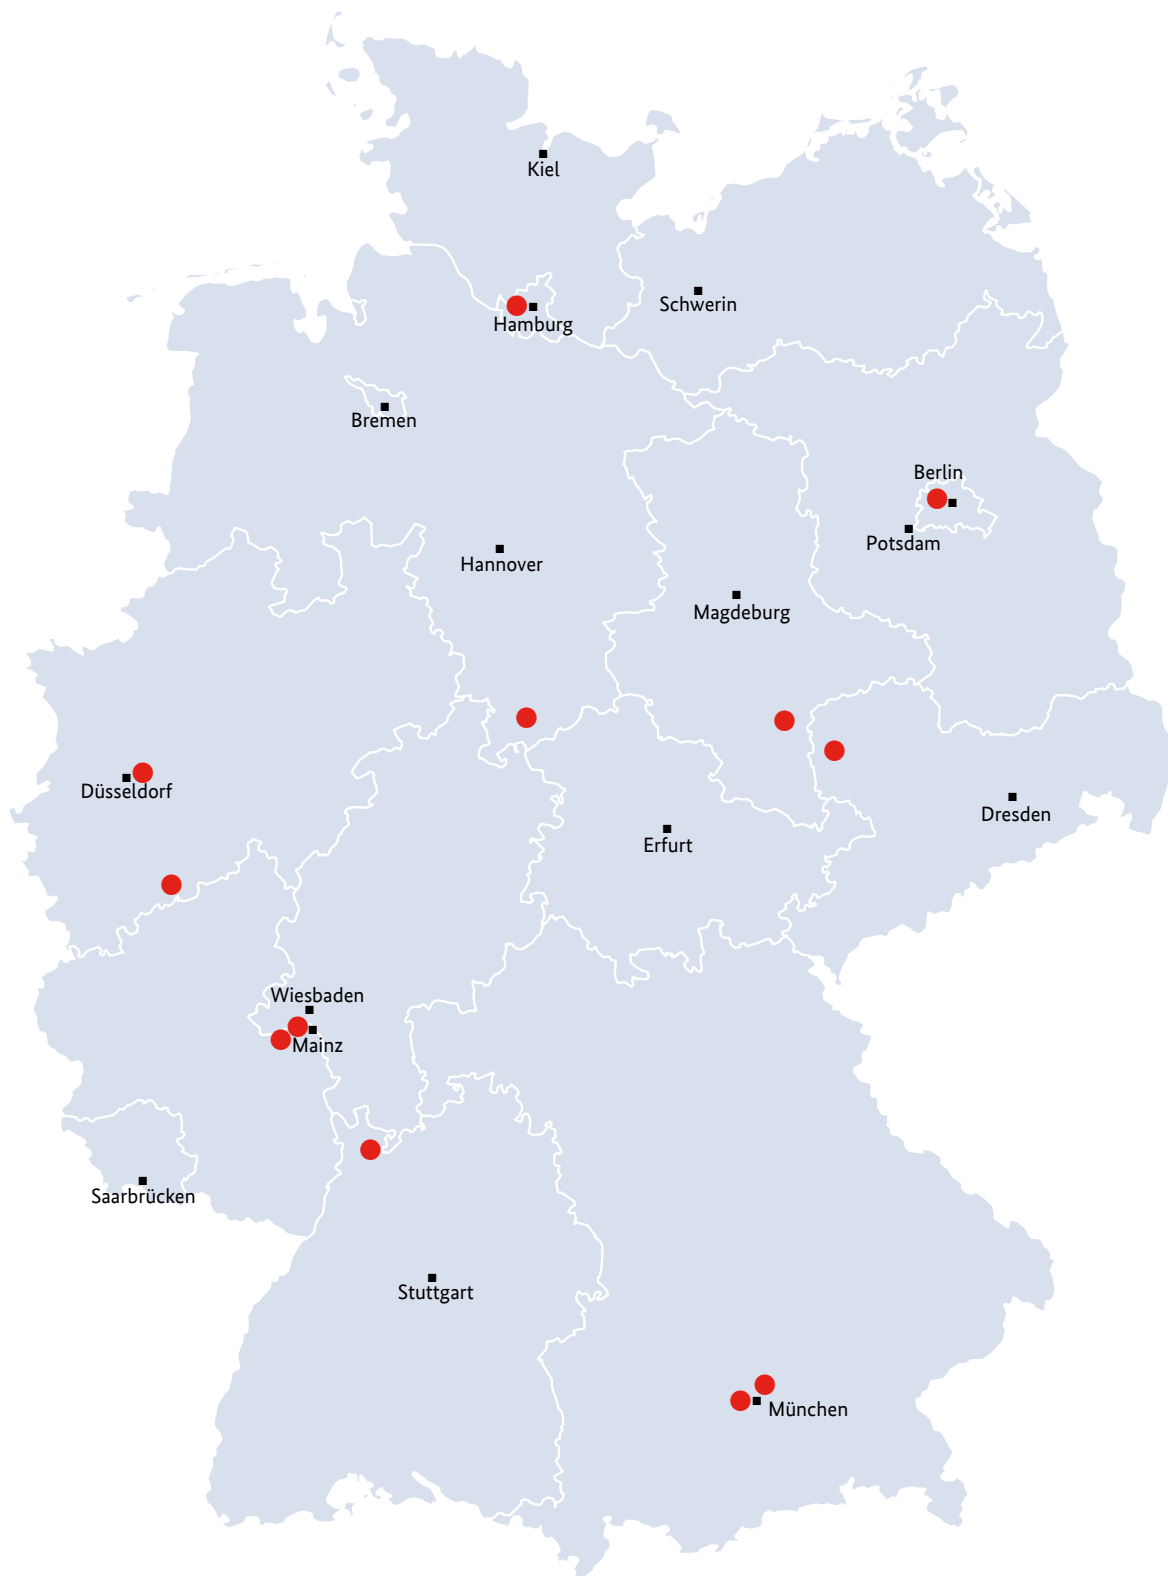 Kiel
Schwerin
Hamburg
Bremen
Berlin
Potsdam
Hannover
Magdeburg
Düsseldorf
Dresden
Erfurt
Wiesbaden
Mainz
Saarbrücken
Stuttgart
München